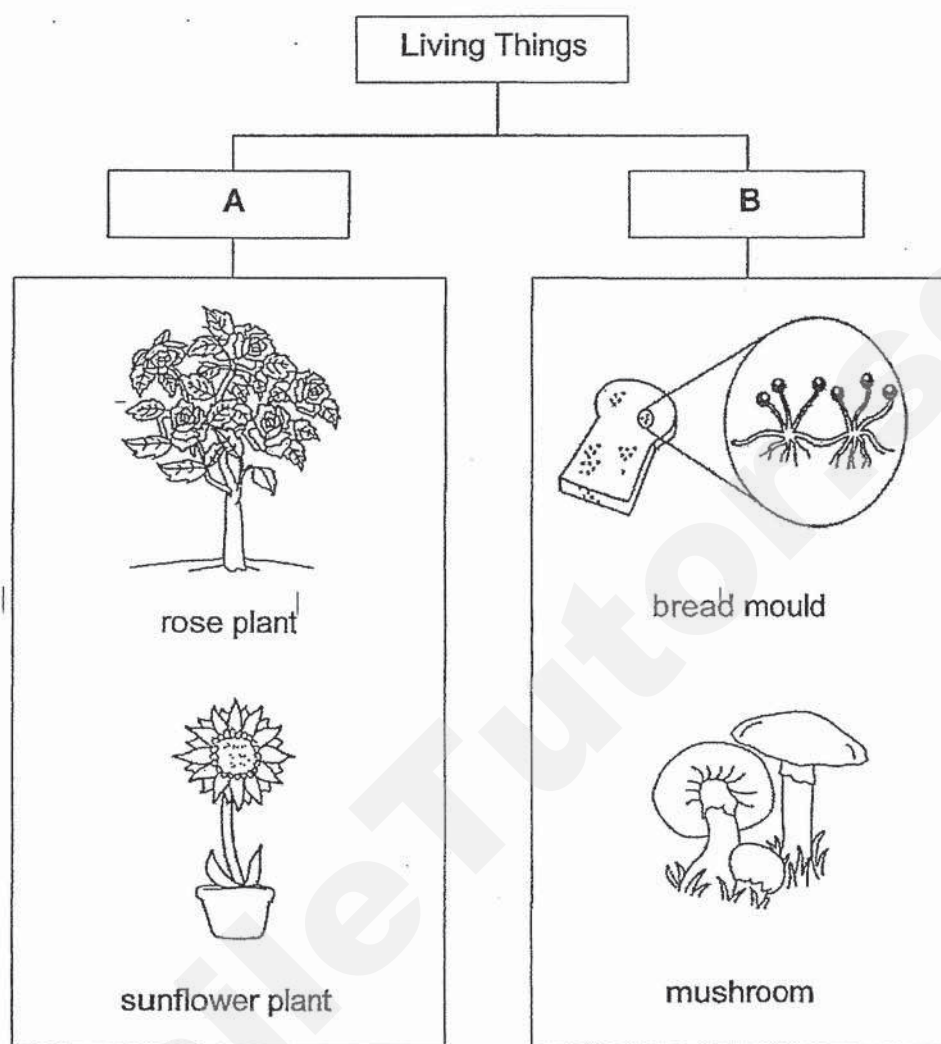 Living Things
A
B
rose plant
bread mould
sunflower plant
mushroom